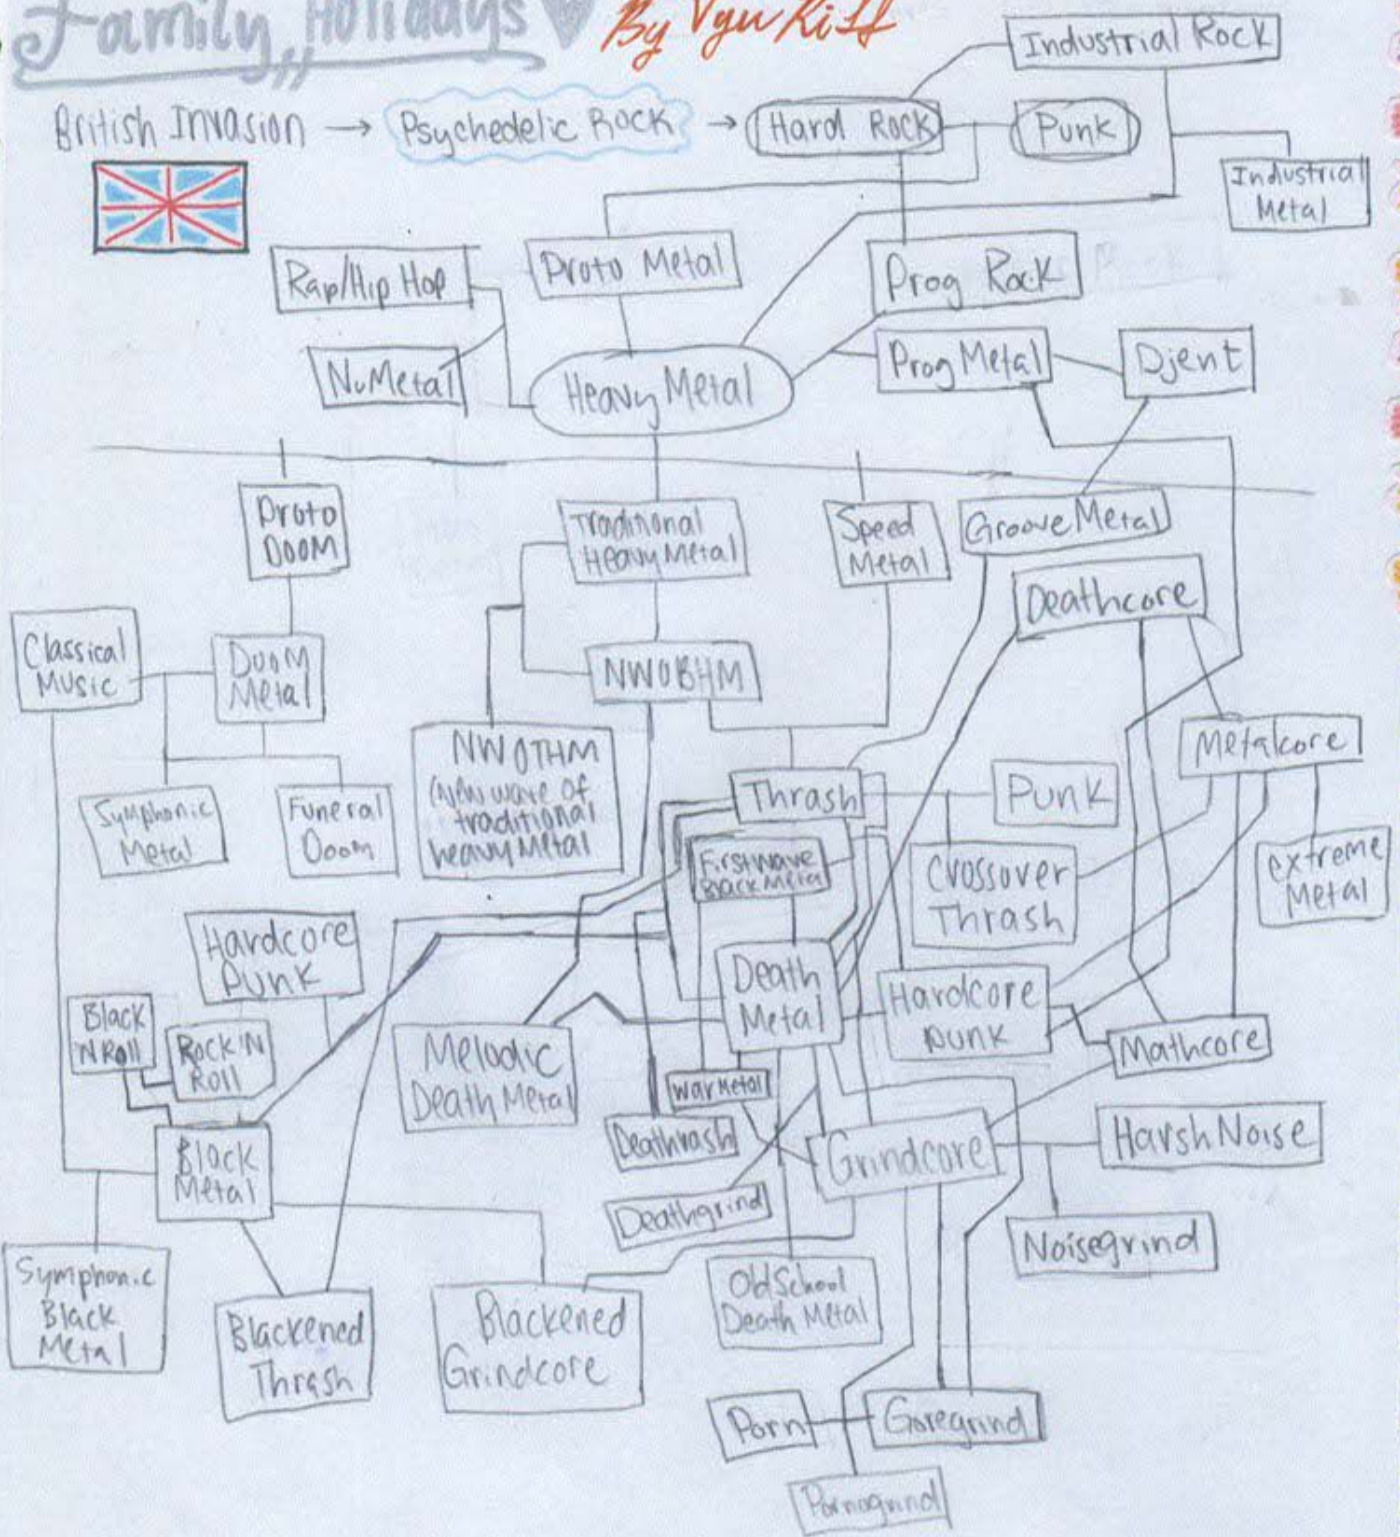 Family Holidays
By
Industrial Rock
British Invasion → Psychedelic Rock → Hard Rock
Punk
Industrial
Metal
Rap/Hip Hop
Proto Metal
Prog Rock
NuMetal
Heavy Metal
Prog Metal
Djent
Proto
DOOM
Traditional
Heavy Metal
Speed
Metal
Groove Metal
Deathcore
Classical
Music
Doom
Metal
NWOBHM
Metalcore
NWOTHM
(New wave of
traditional
heavy Metal
Symphonic
Metal
Funeral
Doom
Thrash
Punk
First wave
Black Metal
Crossover
Thrash
extreme
Metal
Hardcore
Punk
Death
Metal
Hardcore
punk
Black
'N Roll
Rock 'N
Roll
Melodic
Death Metal
War Metal
Mathcore
Deathrash
Grindcore
Harsh Noise
Black
Metal
Deathgrind
Noisegrind
Symphonic
Black
Metal
Blackened
Thrash
Blackened
Grindcore
Old School
Death Metal
Porn
Goregrind
Pornogrind